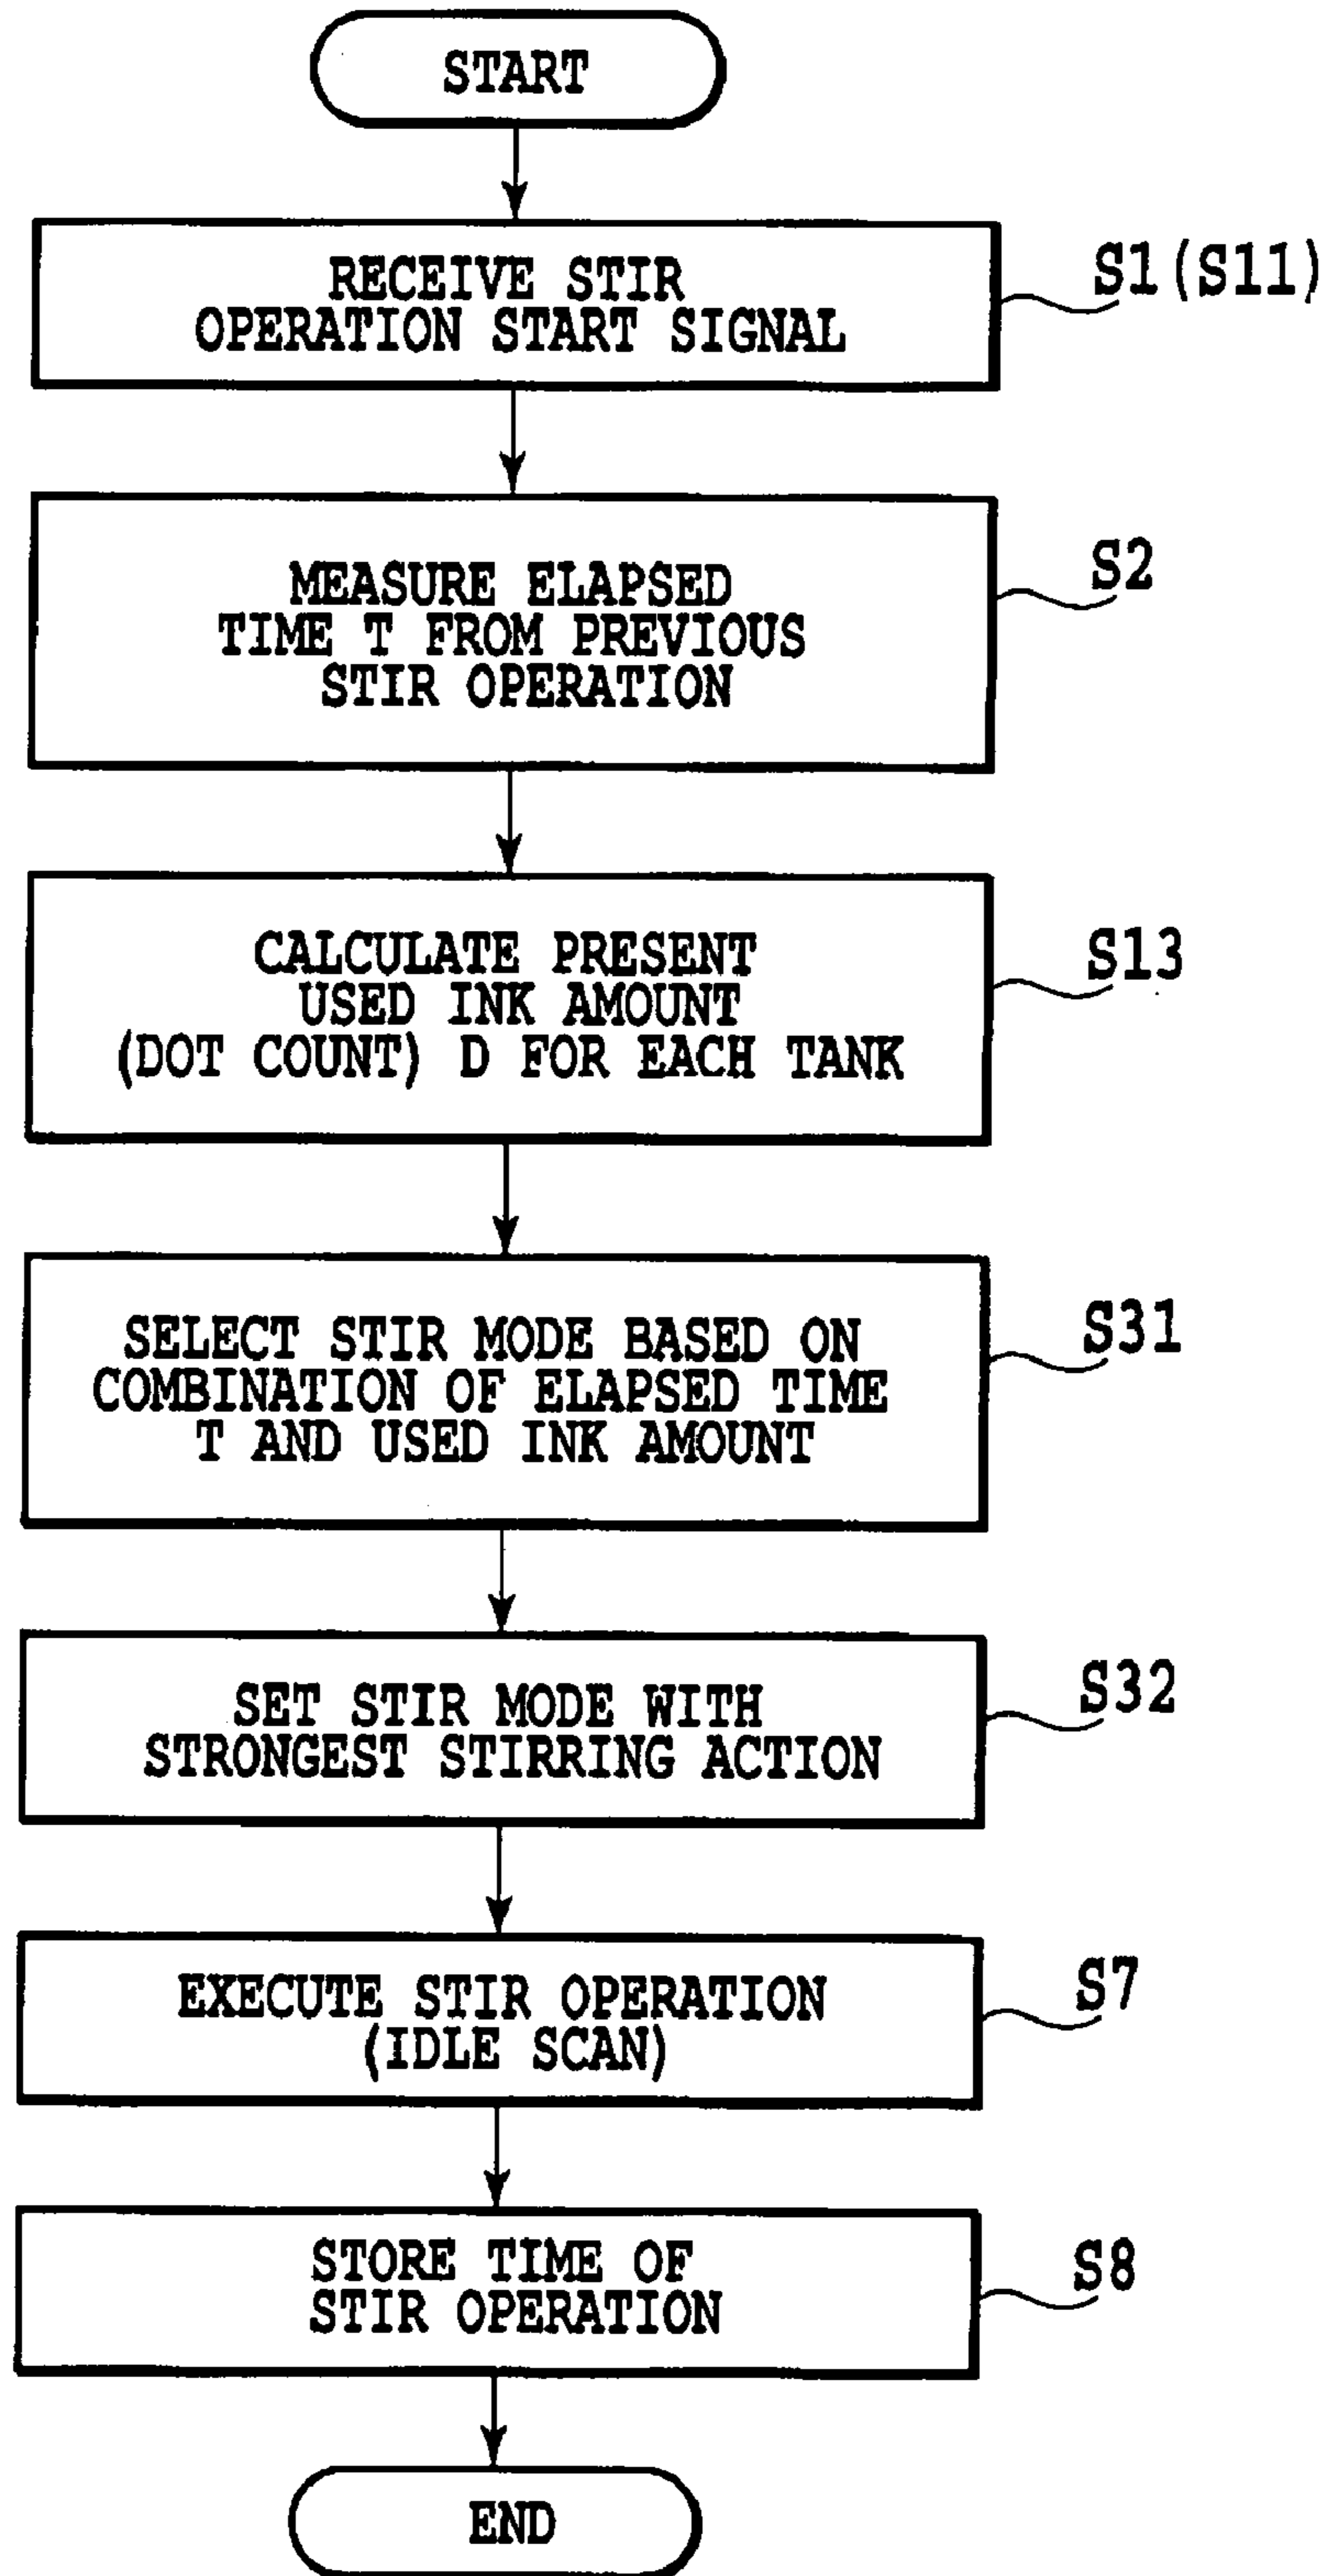 START
RECEIVE STIR
OPERATION START SIGNAL
S1(S11)
MEASURE ELAPSED
TIME T FROM PREVIOUS
STIR OPERATION
S2
CALCULATE PRESENT
USED INK AMOUNT
(DOT COUNT) D FOR EACH TANK
S13
SELECT STIR MODE BASED ON
COMBINATION OF ELAPSED TIME
T AND USED INK AMOUNT
S31
SET STIR MODE WITH
STRONGEST STIRRING ACTION
S32
EXECUTE STIR OPERATION
(IDLE SCAN)
S7
STORE TIME OF
STIR OPERATION
S8
END